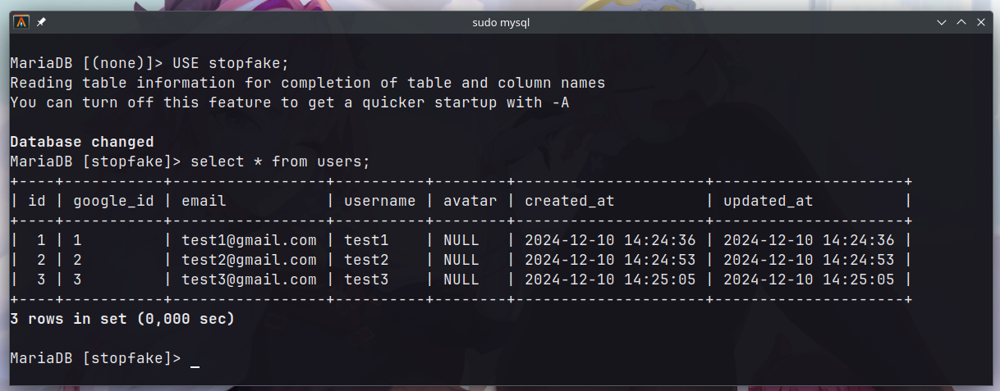 sudo mysql
MariaDB [(none)]> USE stopfake;
Reading table information for completion of table and column names
You can turn off this feature to get a quicker startup with -A
Database changed
MariaDB [stopfake]> select * from users;
+----+-----------+-----------------+----------+--------+---------------------+---------------------+
| id | google_id | email           | username | avatar | created_at          | updated_at          |
+----+-----------+-----------------+----------+--------+---------------------+---------------------+
|  1 | 1         | test1@gmail.com | test1    | NULL   | 2024-12-10 14:24:36 | 2024-12-10 14:24:36 |
|  2 | 2         | test2@gmail.com | test2    | NULL   | 2024-12-10 14:24:53 | 2024-12-10 14:24:53 |
|  3 | 3         | test3@gmail.com | test3    | NULL   | 2024-12-10 14:25:05 | 2024-12-10 14:25:05 |
+----+-----------+-----------------+----------+--------+---------------------+---------------------+
3 rows in set (0,000 sec)
MariaDB [stopfake]> _